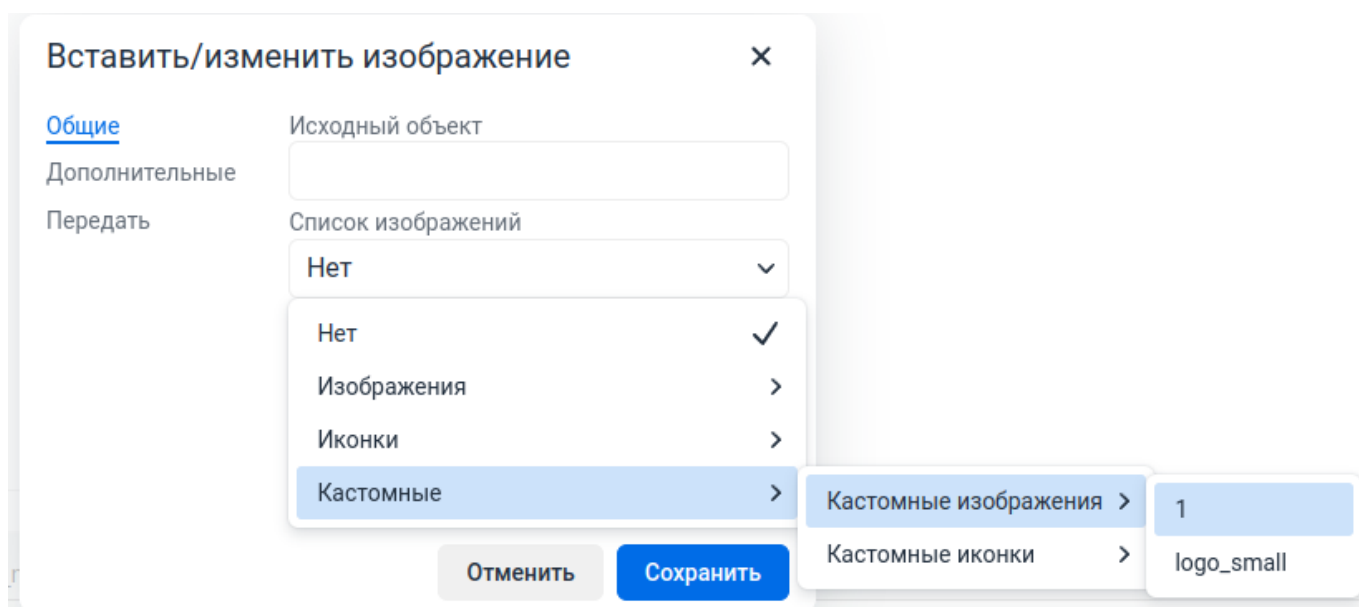 Вставить/изменить изображение
Общие
Дополнительные
Передать
Исходный объект
Список изображений
Нет
Нет
Изображения
Иконки
Кастомные
Кастомные изображения
Кастомные иконки
1
logo_small
Отменить
Сохранить